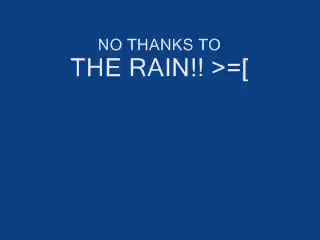 NO THANKS TO
THE RAIN!! >=[